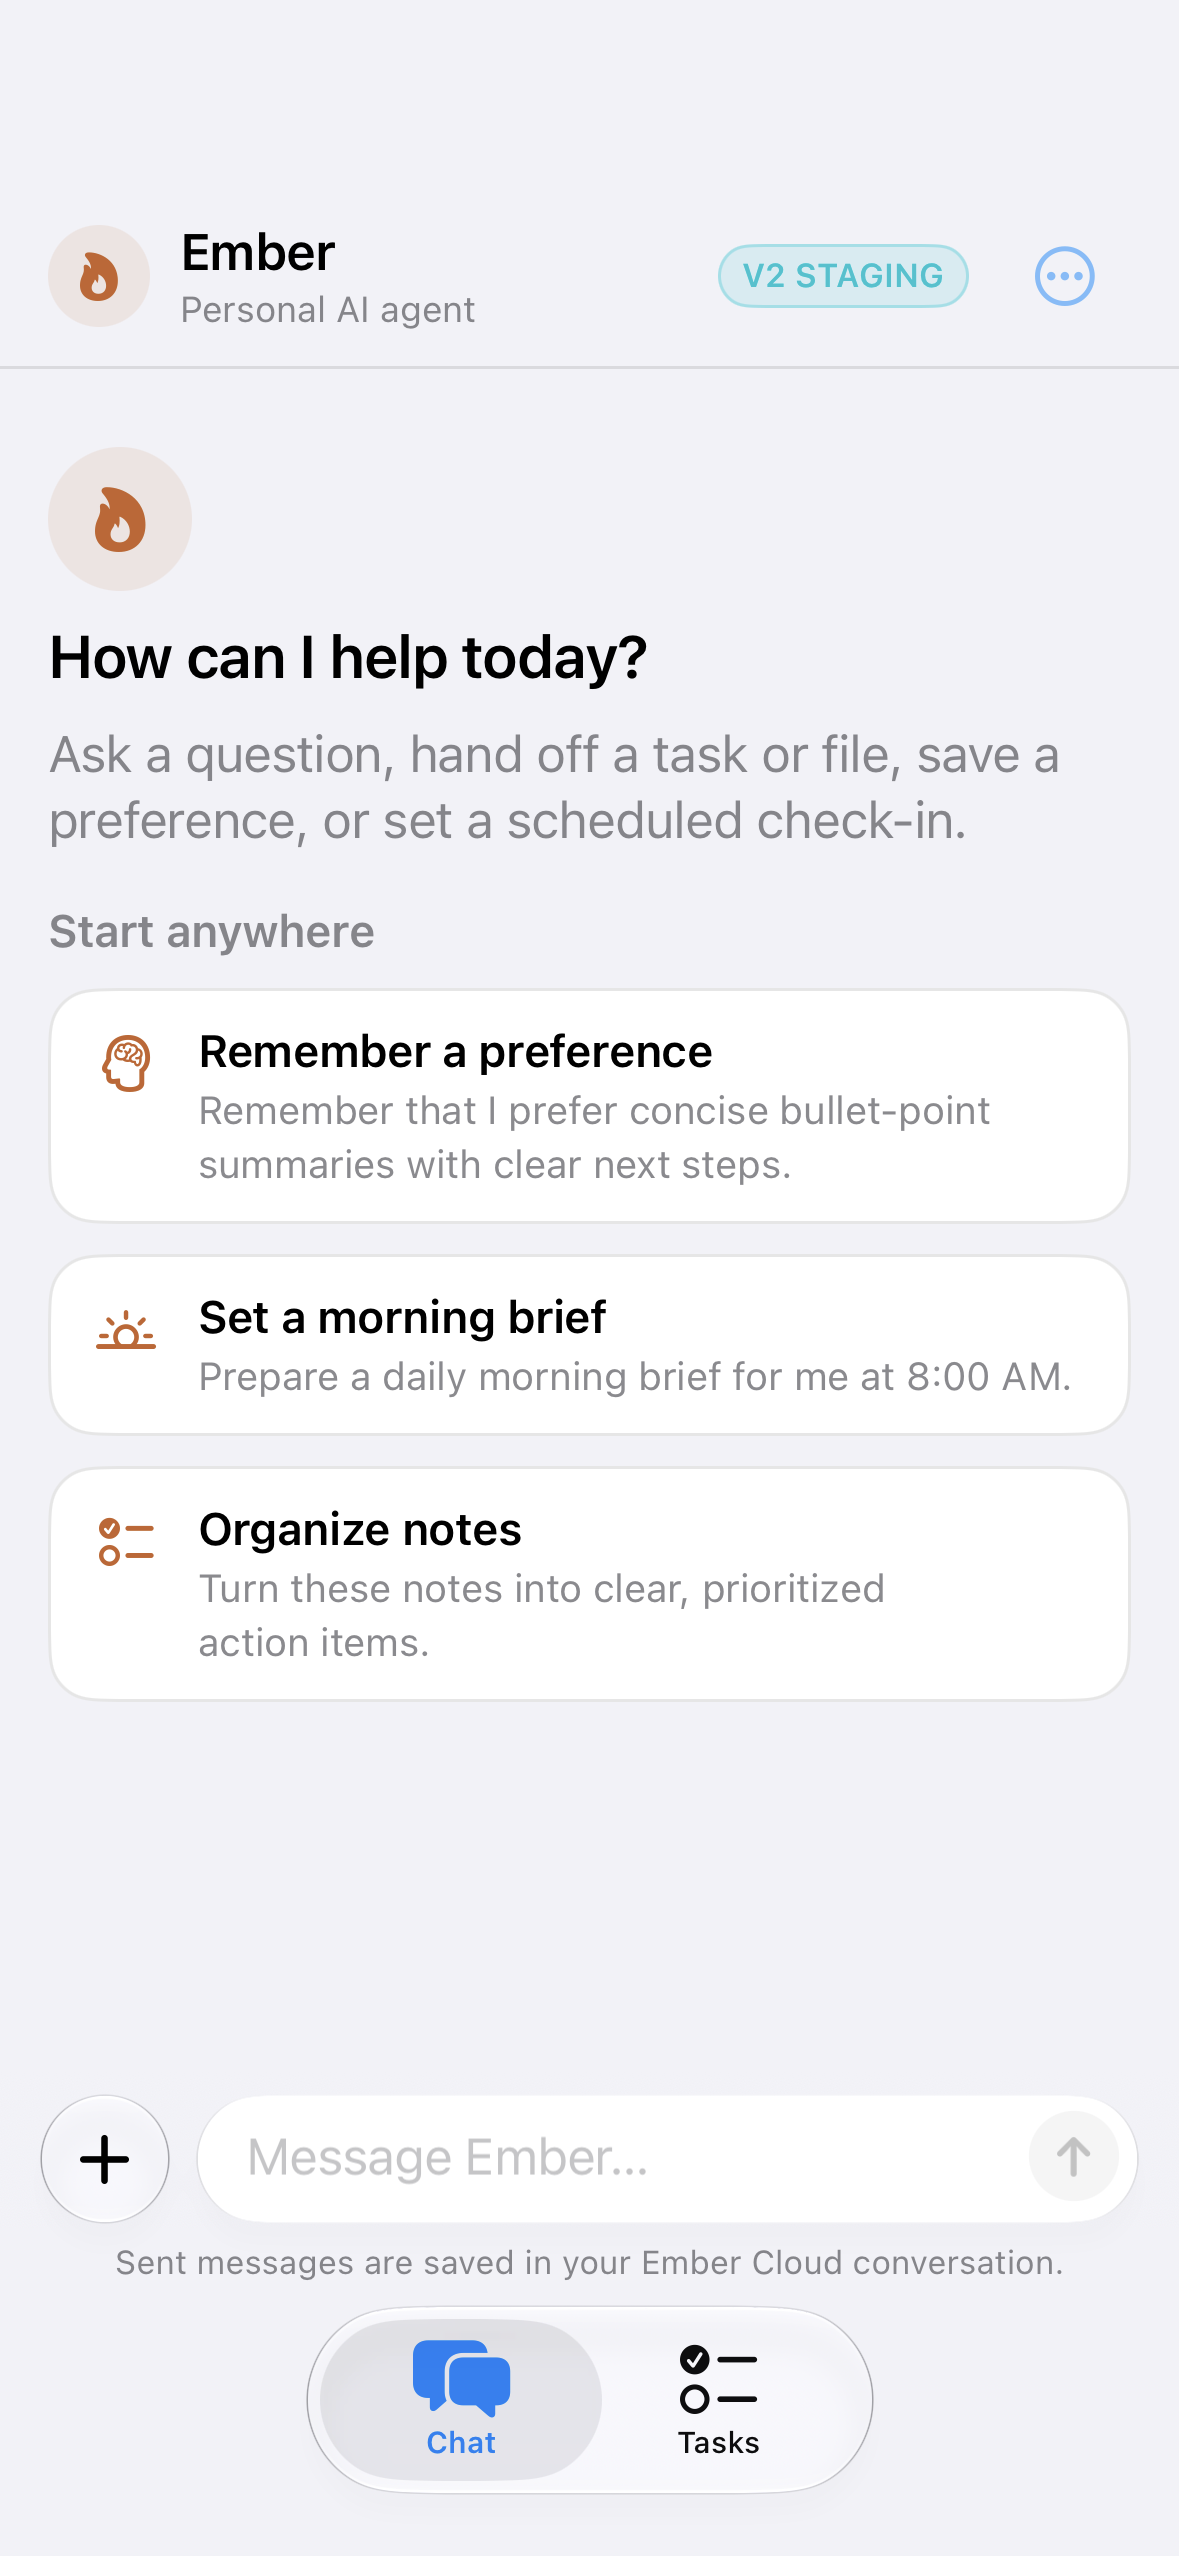 Ember
Personal AI agent
V2 STAGING
How can I help today?
Ask a question, hand off a task or file, save a
preference, or set a scheduled check-in.
Start anywhere
Remember a preference
Remember that I prefer concise bullet-point
summaries with clear next steps.
Set a morning brief
Prepare a daily morning brief for me at 8:00 AM.
Organize notes
Turn these notes into clear, prioritized
action items.
Message Ember...
Sent messages are saved in your Ember Cloud conversation.
Chat
Tasks